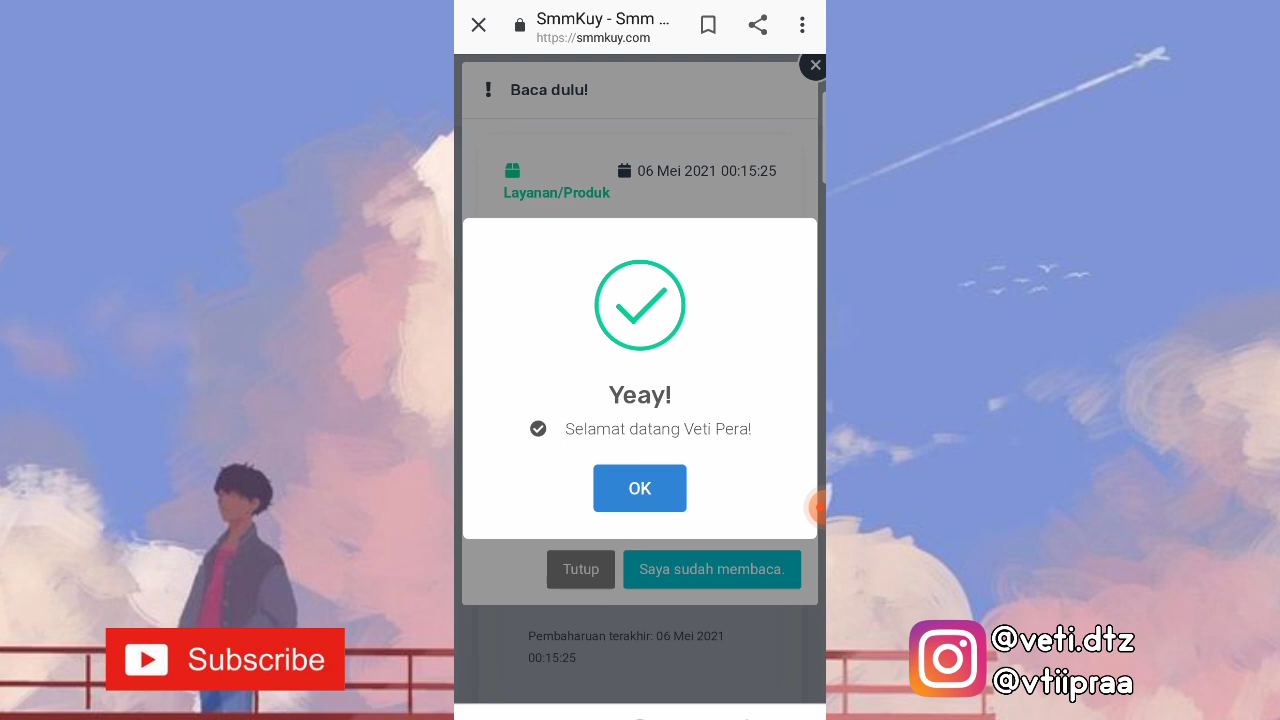 SmmKuy - Smm ...
https://smmkuy.com
Baca dulu!
06 Mei 2021 00:15:25
Layanan/Produk
Yeay!
Selamat datang Veti Pera!
OK
Tutup
Saya sudah membaca.
Pembaharuan terakhir: 06 Mei 2021
00:15:25
Subscribe
@veti.dtz
@vtiipraa